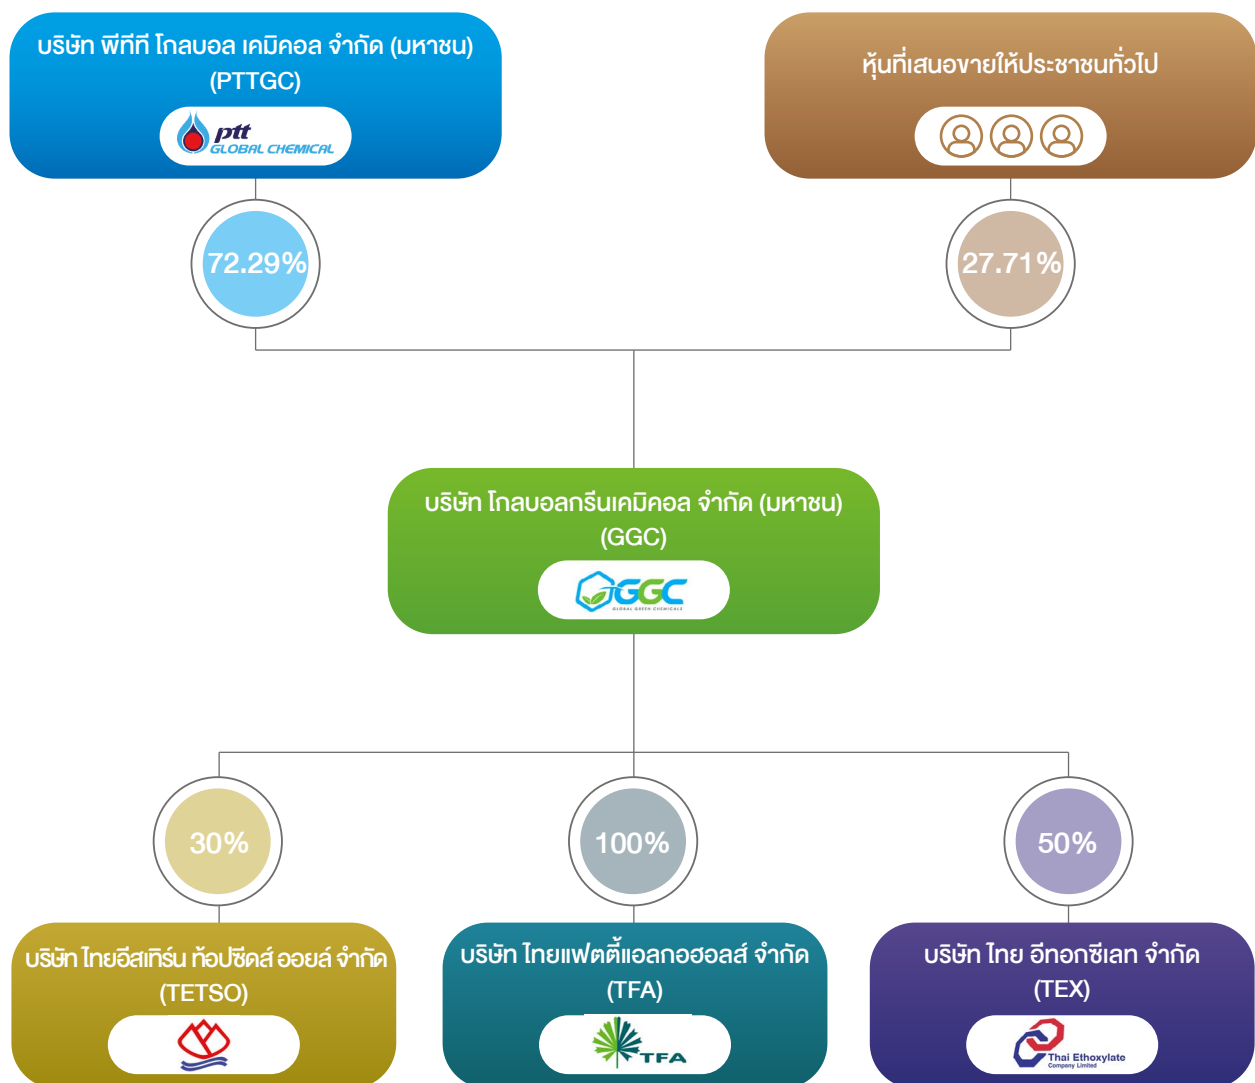 บริษัท พีทีที โกลบอล เคมิคอล จำกัด (มหาชน)
(PTTGC)
ptt
GLOBAL CHEMICAL
หุ้นที่เสนอขายให้ประชาชนทั่วไป
72.29%
27.71%
บริษัท โกลบอลกรีนเคมิคอล จำกัด (มหาชน)
(GGC)
GGC
GLOBAL GREEN CHEMICALS
30%
100%
50%
บริษัท ไทยอีสเทิร์น ท้อปซีดส์ ออยล์ จำกัด
(TETSO)
บริษัท ไทยแฟตตี้แอลกอฮอลส์ จำกัด
(TFA)
TFA
บริษัท ไทย อีทอกซีเลท จำกัด
(TEX)
Thai Ethoxylate
Company Limited